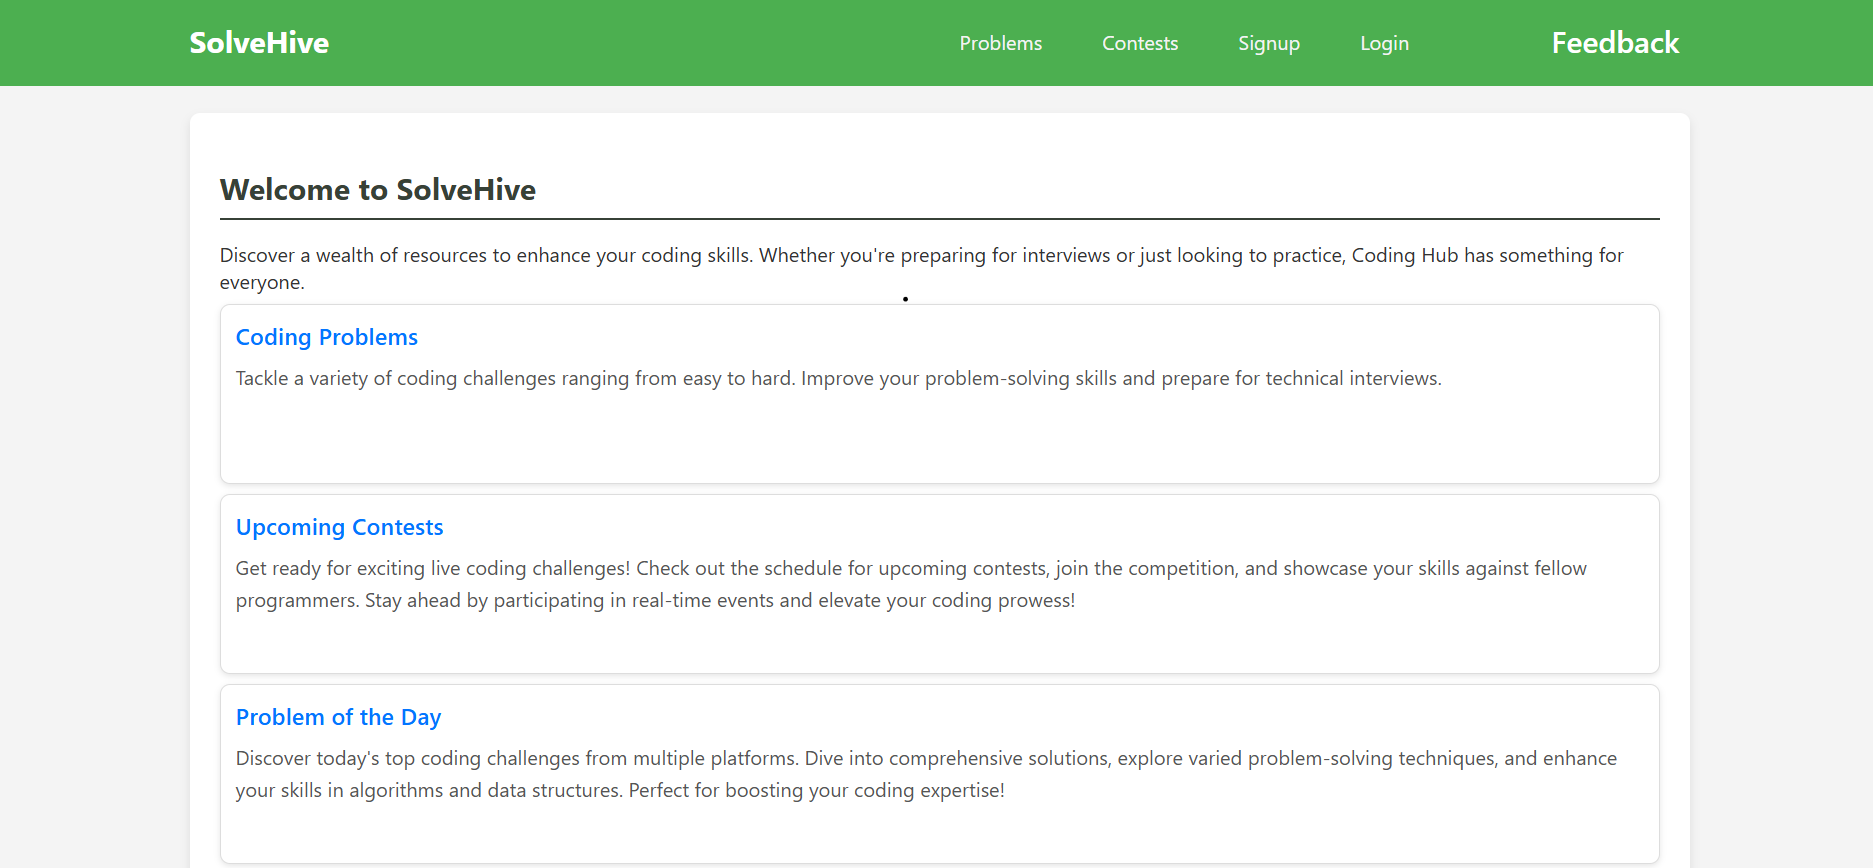 SolveHive
Problems
Contests
Signup
Login
Feedback
Welcome to SolveHive
Discover a wealth of resources to enhance your coding skills. Whether you're preparing for interviews or just looking to practice, Coding Hub has something for
everyone.
Coding Problems
Tackle a variety of coding challenges ranging from easy to hard. Improve your problem-solving skills and prepare for technical interviews.
Upcoming Contests
Get ready for exciting live coding challenges! Check out the schedule for upcoming contests, join the competition, and showcase your skills against fellow
programmers. Stay ahead by participating in real-time events and elevate your coding prowess!
Problem of the Day
Discover today's top coding challenges from multiple platforms. Dive into comprehensive solutions, explore varied problem-solving techniques, and enhance
your skills in algorithms and data structures. Perfect for boosting your coding expertise!